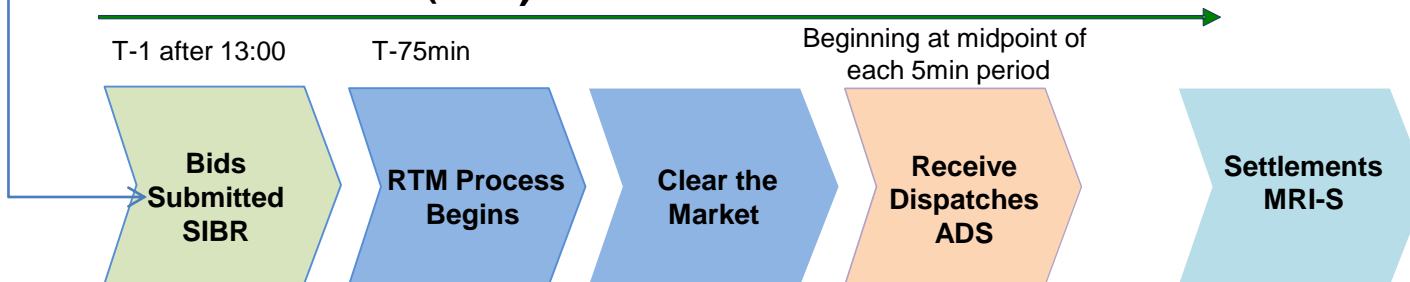 T-1 after 13:00
T-75min
Beginning at midpoint of
each 5min period
Bids
Submitted
SIBR
RTM Process
Begins
Clear the
Market
Receive
Dispatches
ADS
Settlements
MRI-S